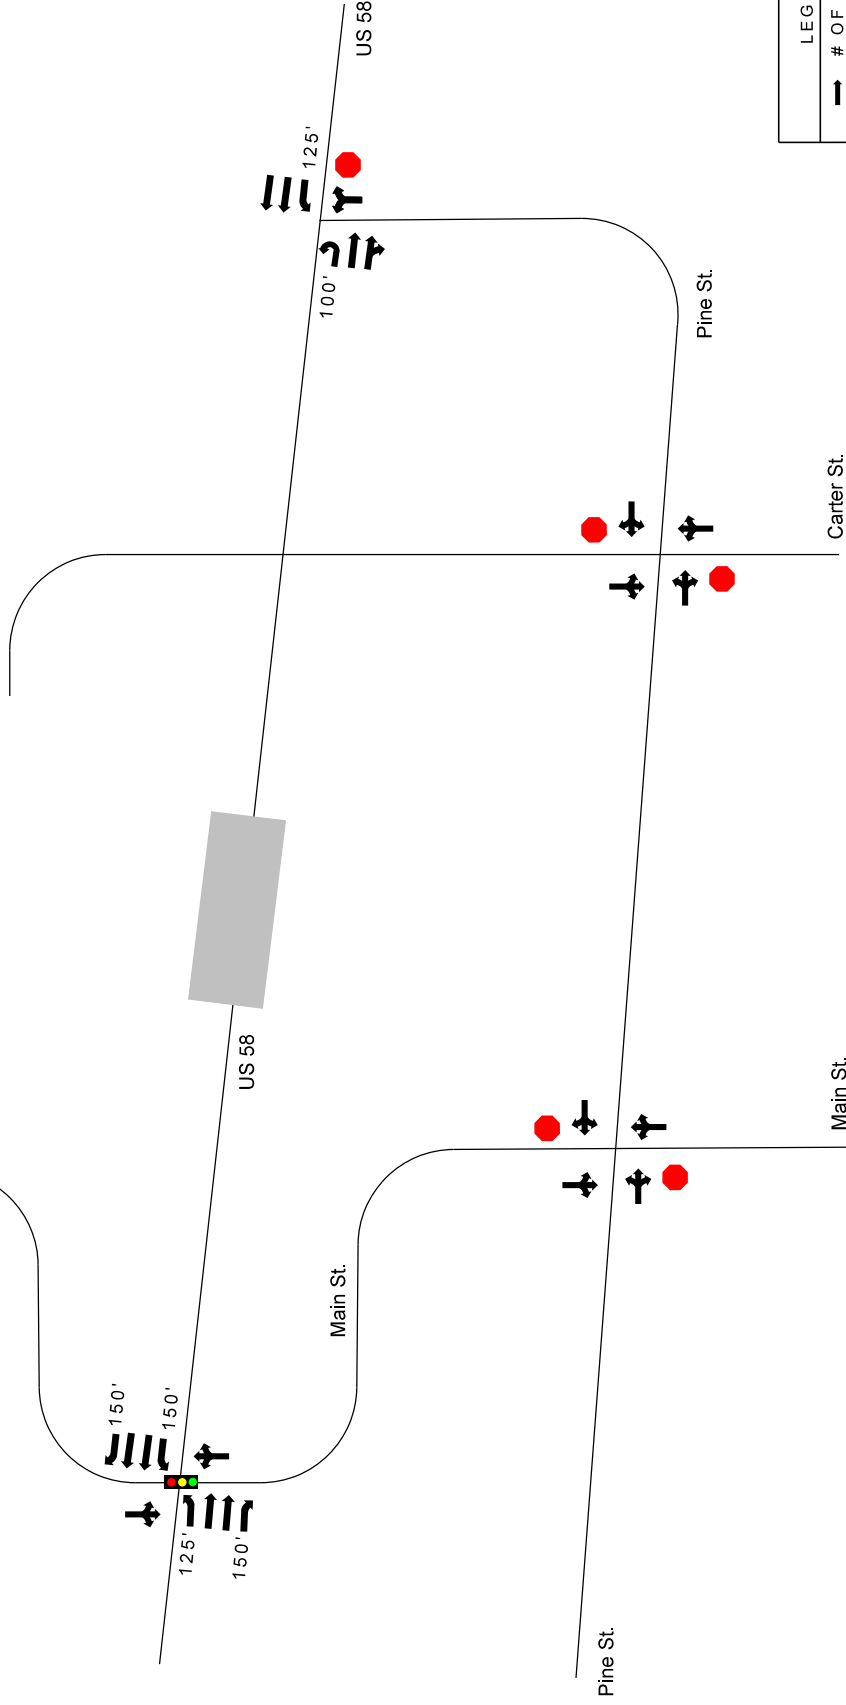 US 58
LEG
# OF
125'
100'
Pine St.
Carter St.
US 58
Main St.
Main St.
150'
150'
125'
150'
Pine St.